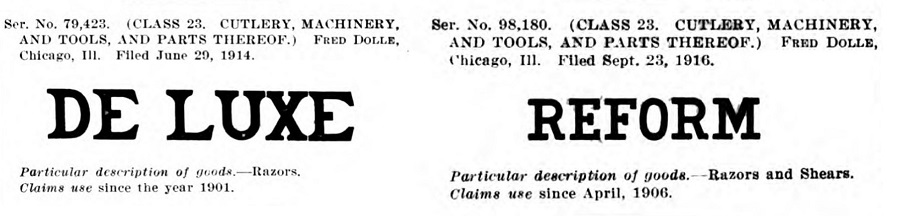 Ser. No. 79,423. (CLASS 23. CUTLERY, MACHINERY,
AND TOOLS, AND PARTS THEREOF.) FRED DOLLE,
Chicago, Ill. Filed June 29, 1914.
DE LUXE
Particular description of goods.—Razors.
Claims use since the year 1901.
Ser. No. 98,180. (CLASS 23. CUTLERY, MACHINERY,
AND TOOLS, AND PARTS THEREOF.) FRED DOLLE,
Chicago, Ill. Filed Sept. 23, 1916.
REFORM
Particular description of goods.—Razors and Shears.
Claims use since April, 1906.